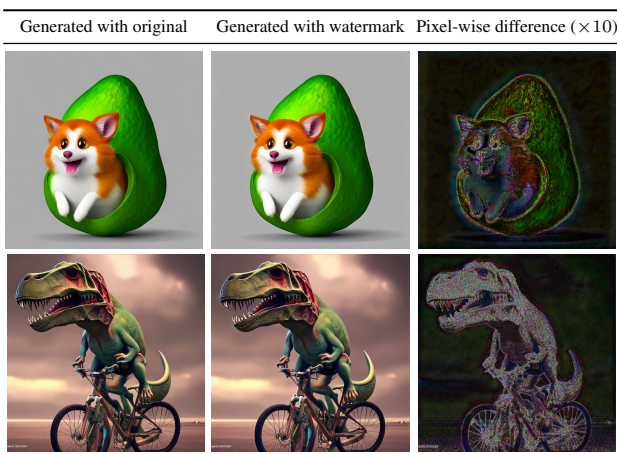 Generated with original
Generated with watermark
Pixel-wise difference (×10)